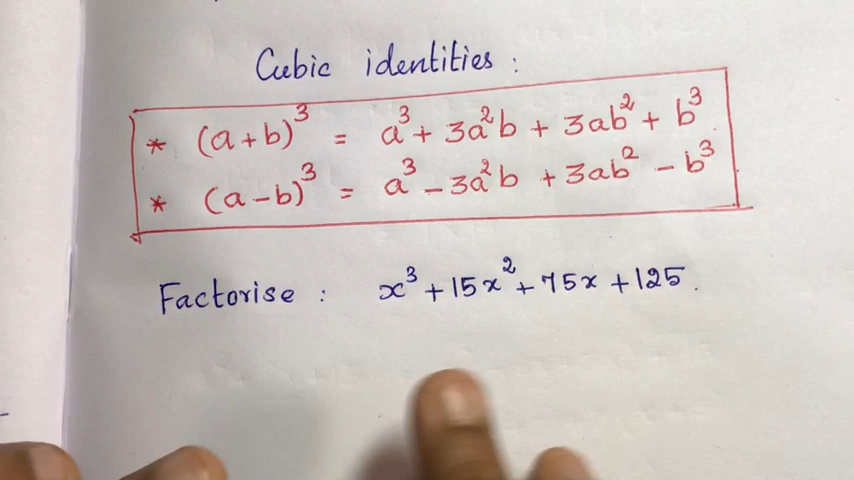 Cubic identities :
* (a+b)³ = a³ + 3a²b + 3ab² + b³
* (a-b)³ = a³ - 3a²b + 3ab² - b³
Factorise : x³ + 15x² + 75x + 125.